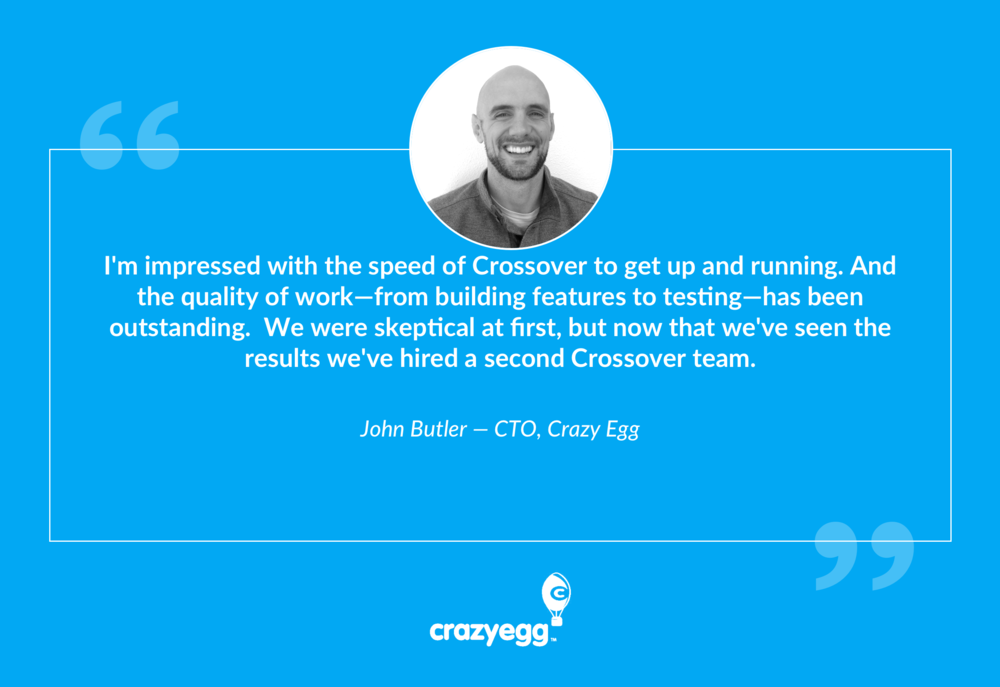 I'm impressed with the speed of Crossover to get up and running. And
the quality of work—from building features to testing—has been
outstanding.  We were skeptical at first, but now that we've seen the
results we've hired a second Crossover team.
John Butler — CTO, Crazy Egg
crazyegg™